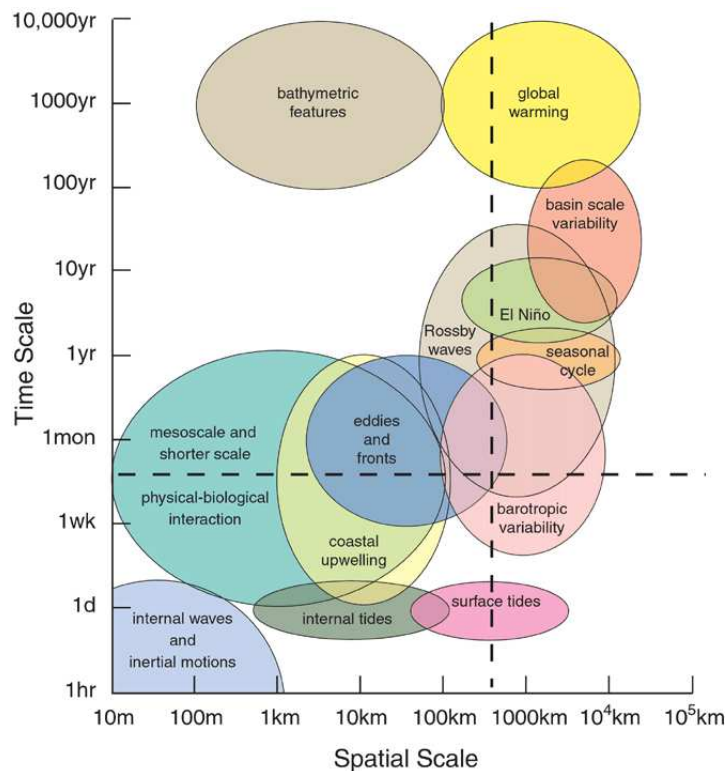 10,000yr
1000yr
100yr
10yr
1yr
1mon
1wk
1d
1hr
Time Scale
bathymetric
features
global
warming
basin scale
variability
El Niño
Rossby
waves
seasonal
cycle
mesoscale and
shorter scale
physical-biological
interaction
eddies
and
fronts
barotropic
variability
coastal
upwelling
internal waves
and
inertial motions
internal tides
surface tides
10m
100m
1km
10km
100km
1000km
10⁴km
10⁵km
Spatial Scale